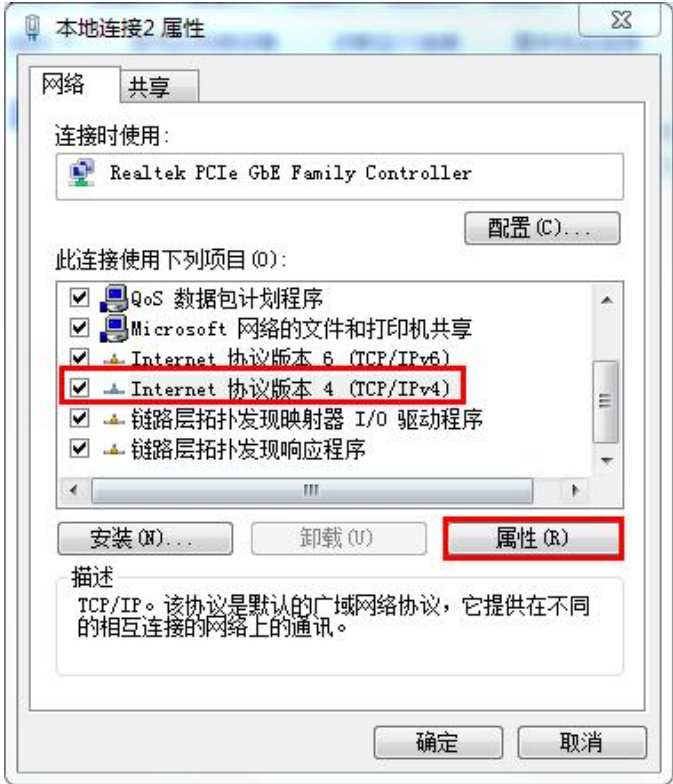 本地连接2 属性
网络
共享
连接时使用:
Realtek PCIe GbE Family Controller
配置(C)...
此连接使用下列项目(O):
QoS 数据包计划程序
Microsoft 网络的文件和打印机共享
Internet 协议版本 6 (TCP/IPv6)
Internet 协议版本 4 (TCP/IPv4)
链路层拓扑发现映射器 I/O 驱动程序
链路层拓扑发现响应程序
安装(N)...
卸载(U)
属性(R)
描述
TCP/IP。该协议是默认的广域网络协议，它提供在不同
的相互连接的网络上的通讯。
确定
取消